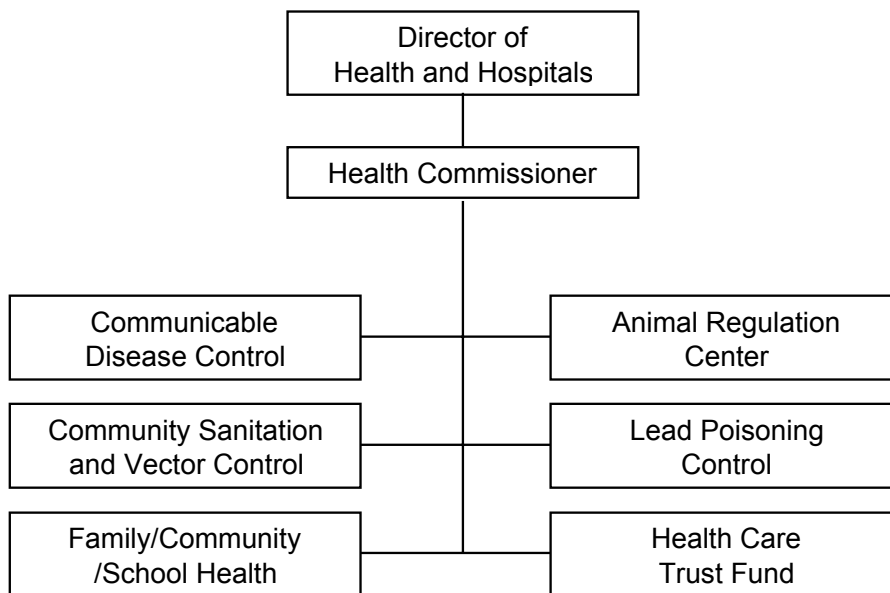 Director of
Health and Hospitals
Health Commissioner
Communicable
Disease Control
Animal Regulation
Center
Community Sanitation
and Vector Control
Lead Poisoning
Control
Family/Community
/School Health
Health Care
Trust Fund